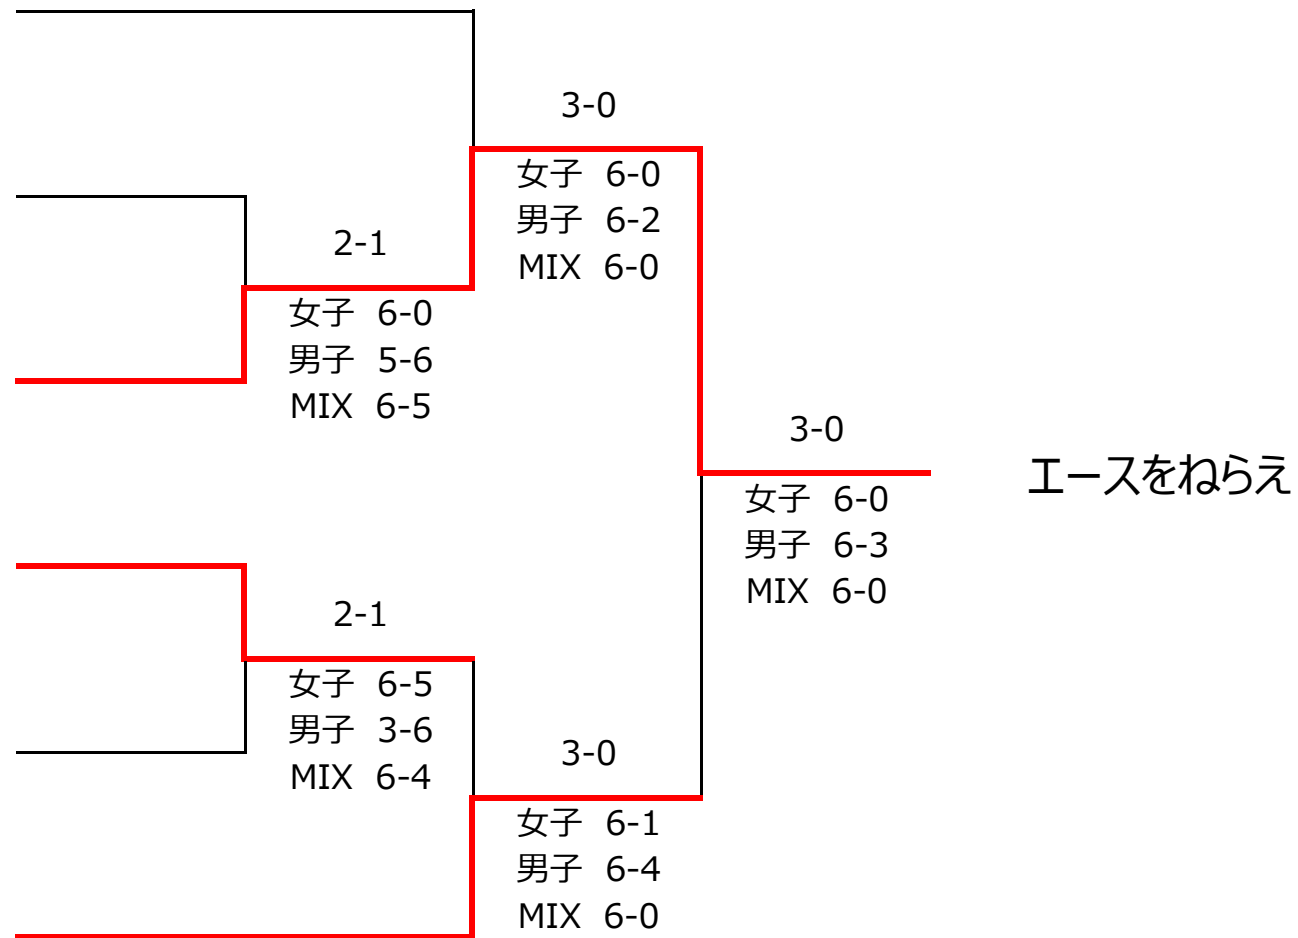 3-0
女子 6-0
男子 6-2
MIX 6-0
2-1
女子 6-0
男子 5-6
MIX 6-5
3-0
エースをねらえ
女子 6-0
男子 6-3
MIX 6-0
2-1
女子 6-5
男子 3-6
MIX 6-4
3-0
女子 6-1
男子 6-4
MIX 6-0